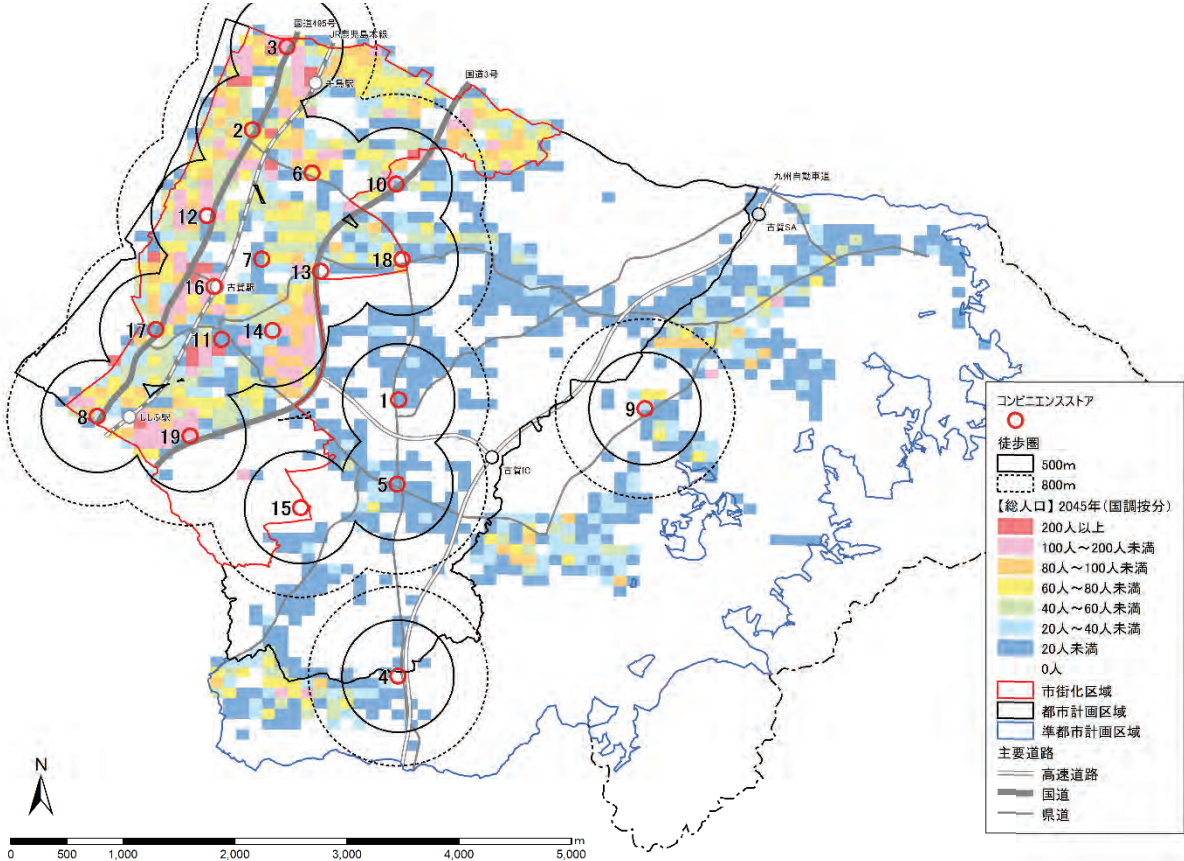 国道495号
JR鹿児島本線
3
千鳥駅
国道3号
2
6
10
九州自動車道
12
古賀SA
7
13
18
16
古賀駅
17
11
14
1
9
8
ししぶ駅
19
古賀IC
5
15
4
コンビニエンスストア
徒歩圏
500m
800m
【総人口】2045年(国調按分)
200人以上
100人～200人未満
80人～100人未満
60人～80人未満
40人～60人未満
20人～40人未満
20人未満
0人
市街化区域
都市計画区域
準都市計画区域
主要道路
高速道路
国道
県道
N
0 500 1,000 2,000 3,000 4,000 5,000 m